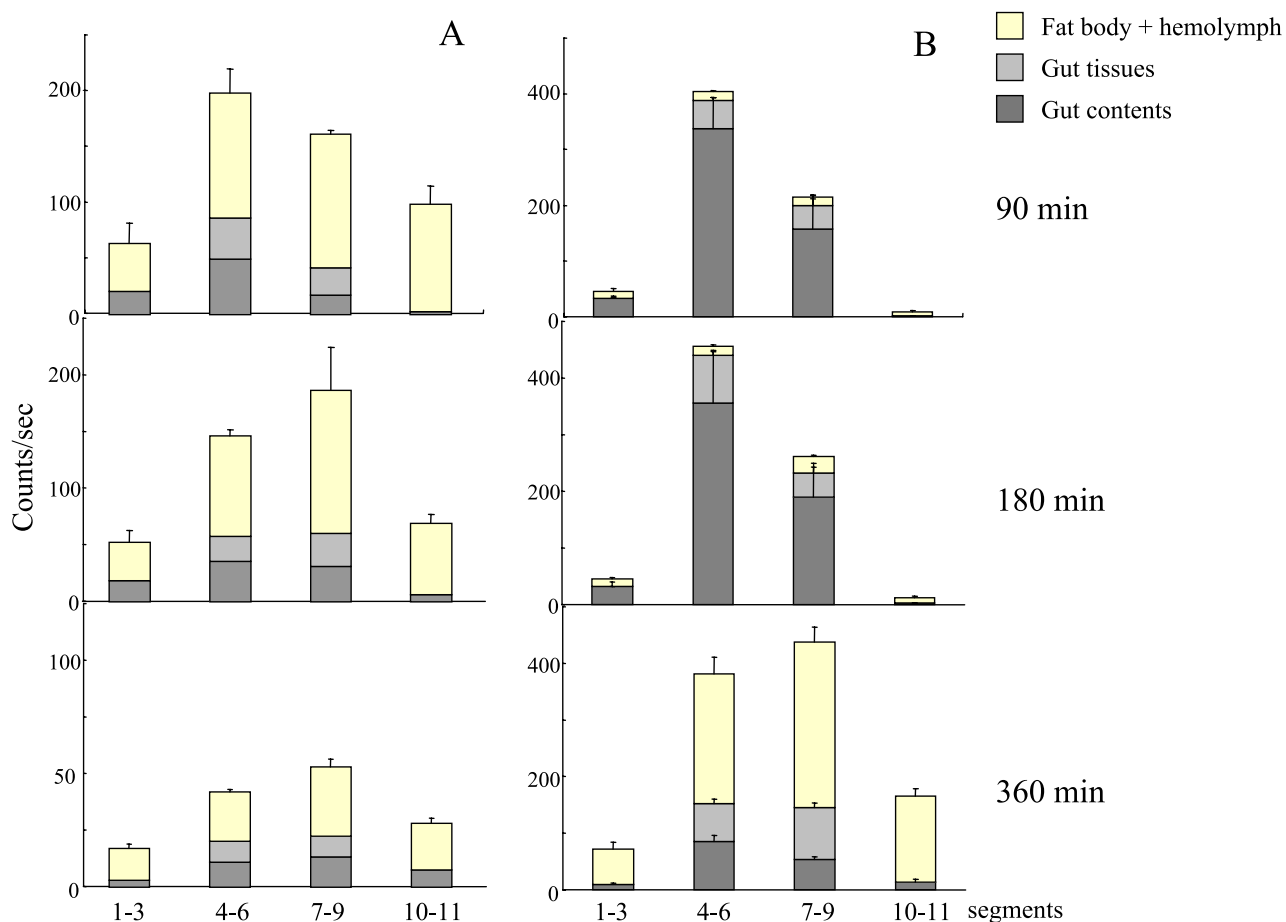 A
B
Fat body + hemolymph
Gut tissues
Gut contents
200
100
0
400
200
0
90 min
Counts/sec
200
100
0
400
200
0
180 min
100
50
0
400
200
0
360 min
1-3 4-6 7-9 10-11 1-3 4-6 7-9 10-11 segments